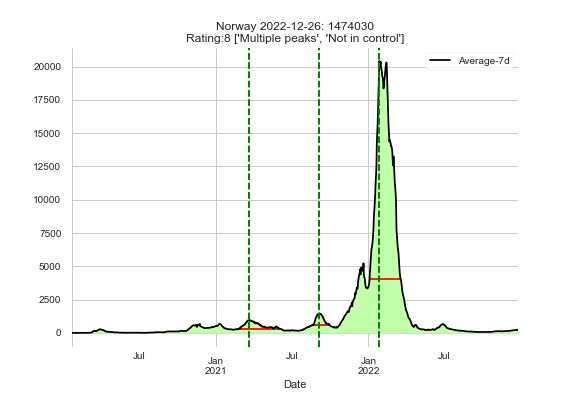 Norway 2022-12-26: 1474030
Rating:8 ['Multiple peaks', 'Not in control']
Average-7d
20000
17500
15000
12500
10000
7500
5000
2500
0
Jul
Jan
2021
Jul
Jan
2022
Jul
Date